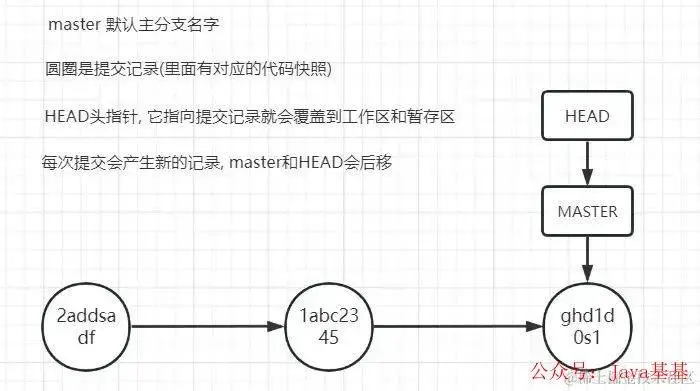 master 默认主分支名字
圆圈是提交记录(里面有对应的代码快照)
HEAD头指针, 它指向提交记录就会覆盖到工作区和暂存区
每次提交会产生新的记录, master和HEAD会后移
HEAD
MASTER
2addsa
df
1abc23
45
ghd1d
0s1
公众号：Java基基